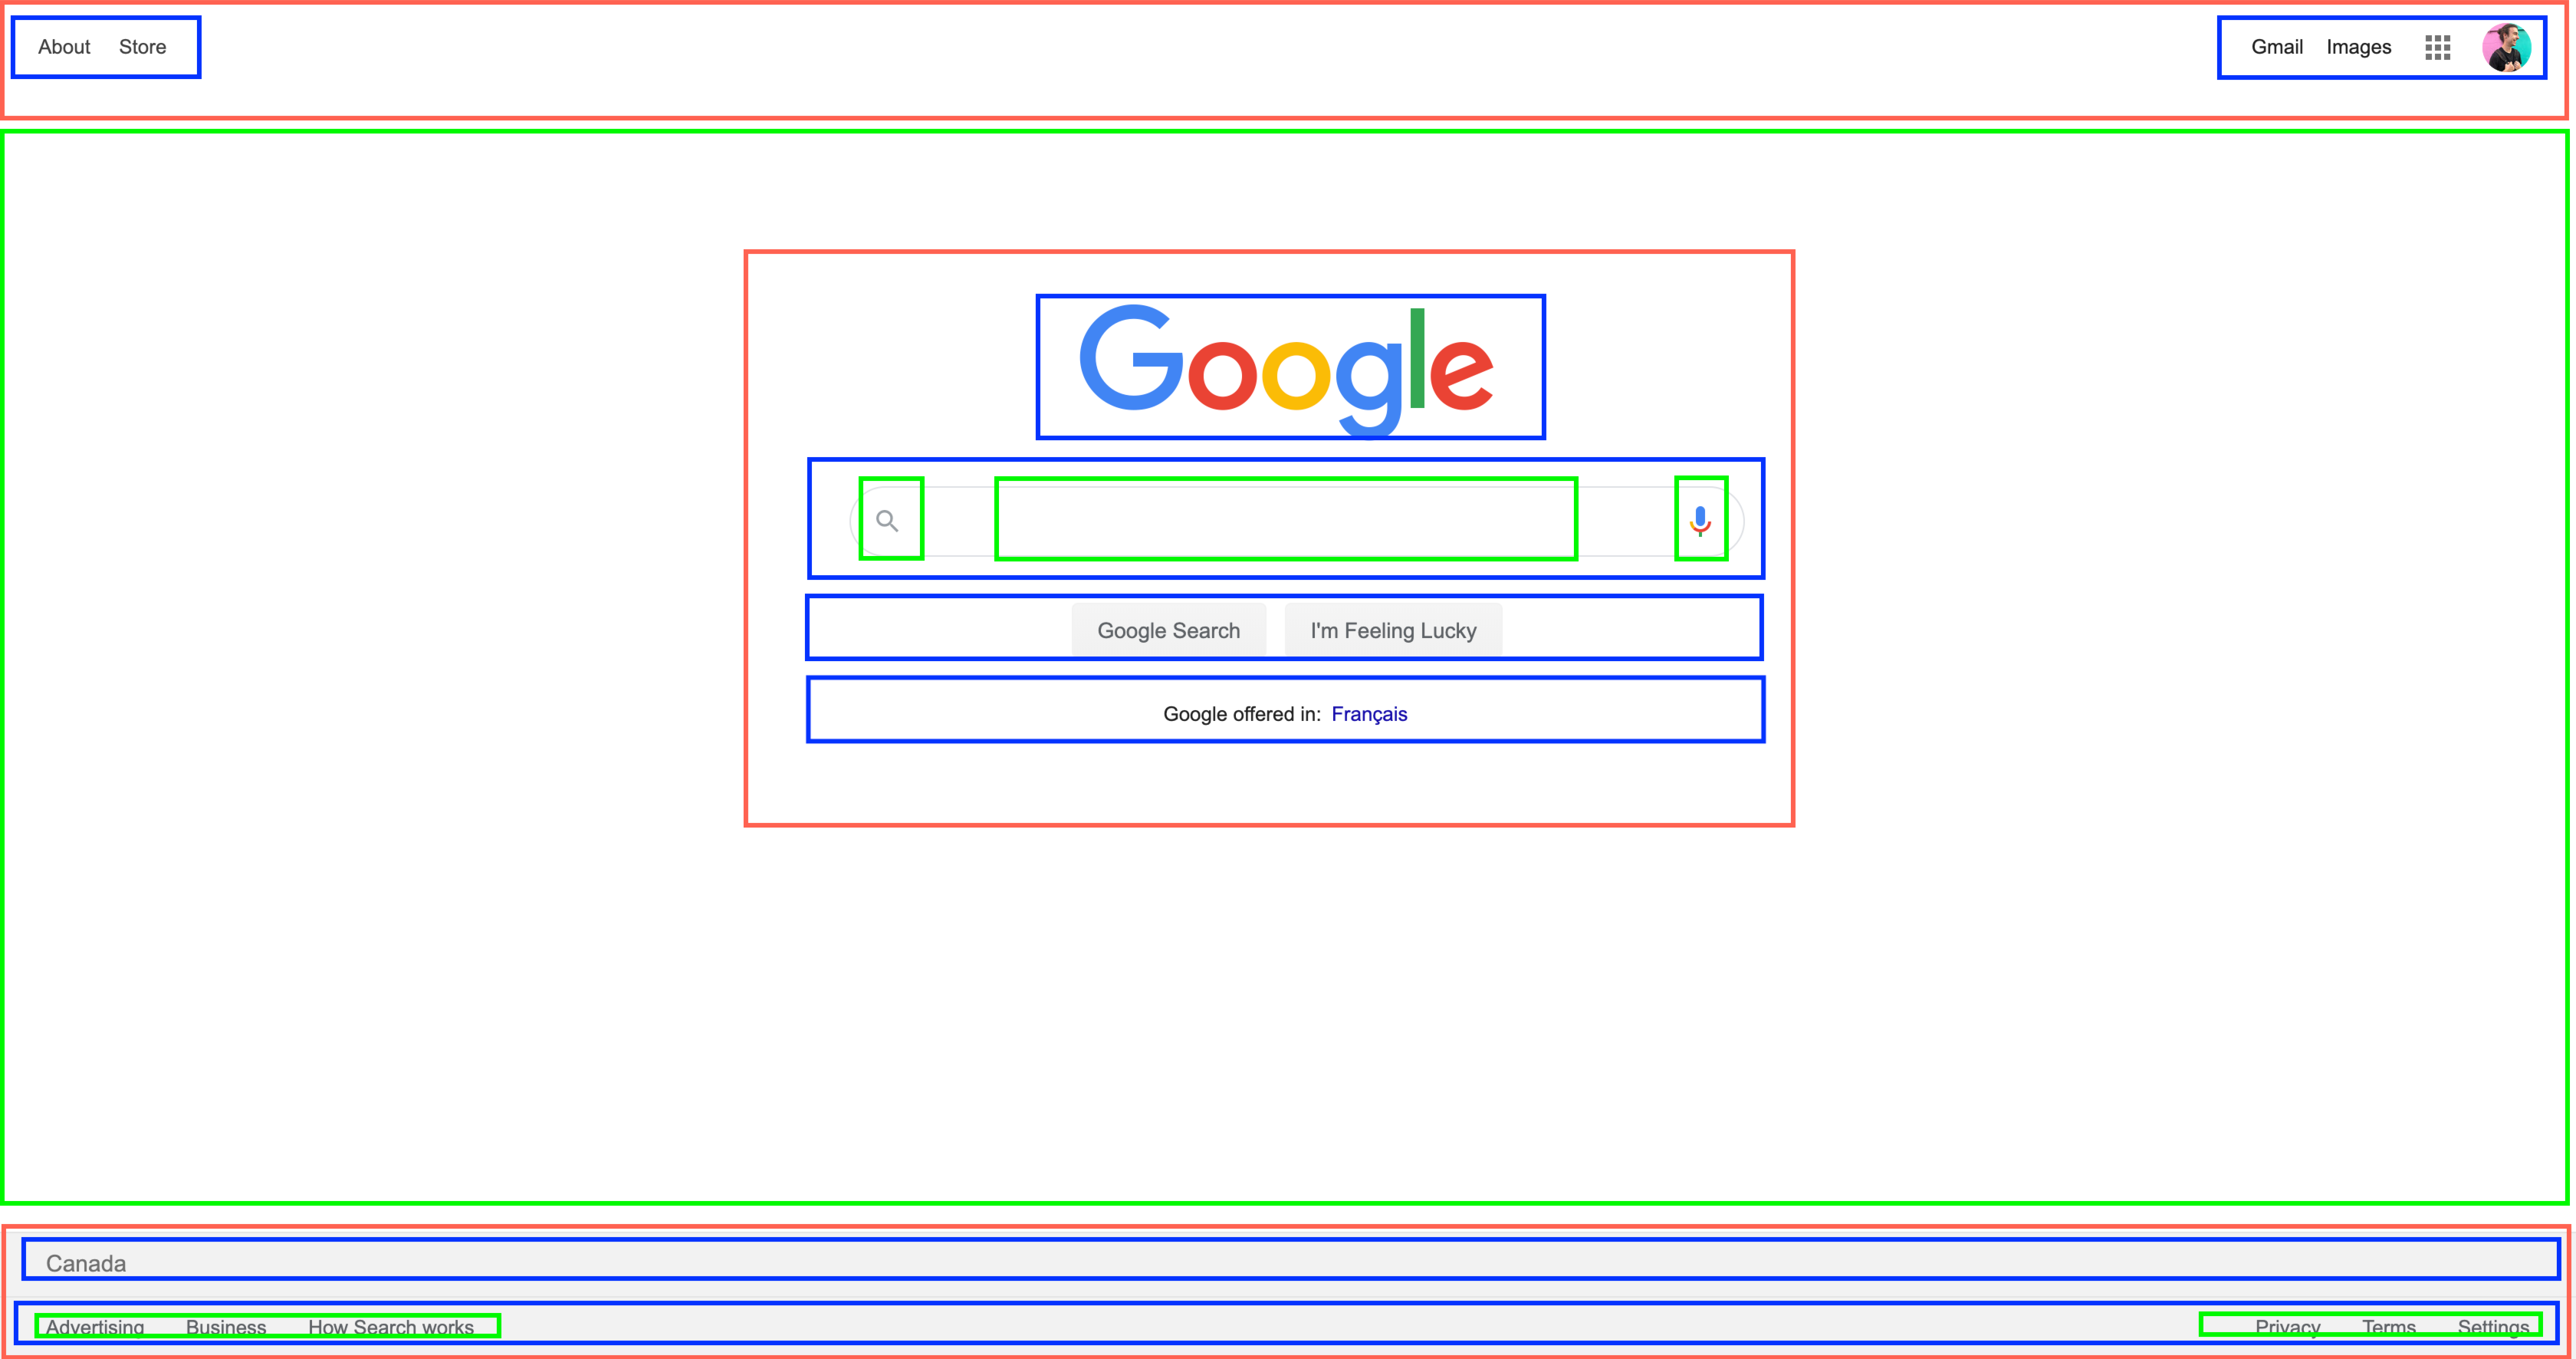 About Store Gmail Images
Google
Google Search I'm Feeling Lucky
Google offered in: Français
Canada
Advertising Business How Search works Privacy Terms Settings